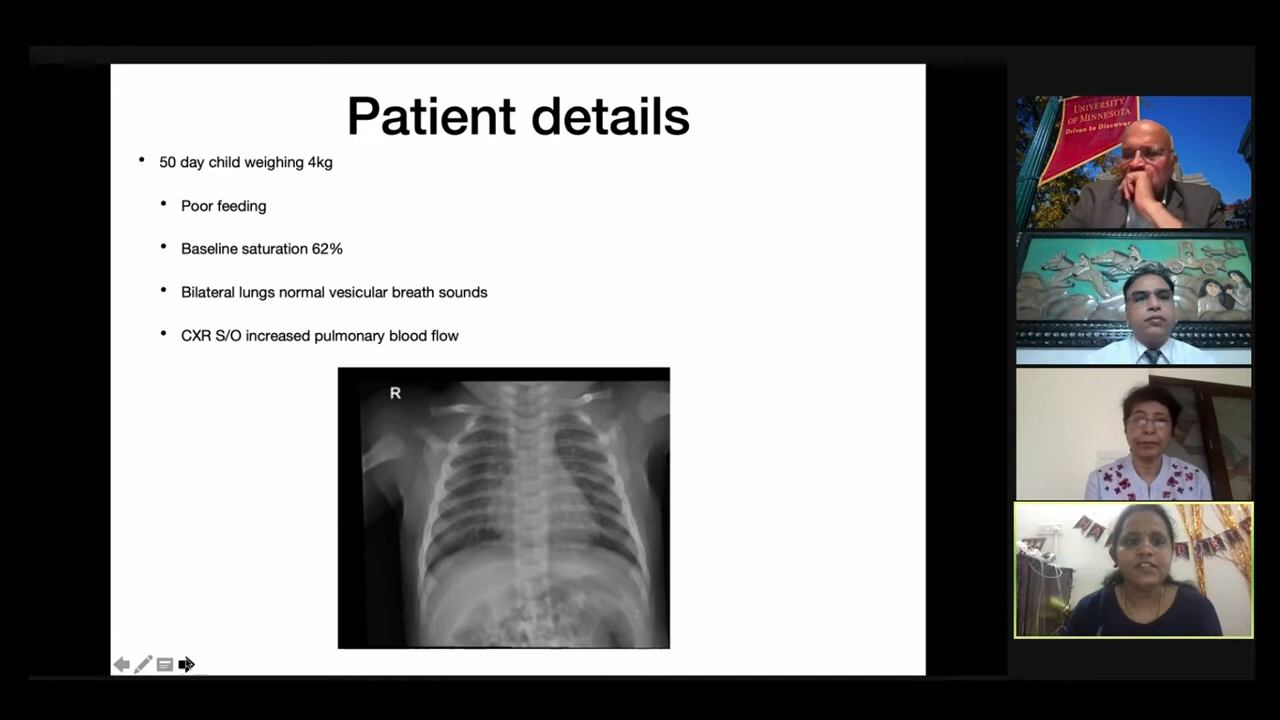 Patient details
• 50 day child weighing 4kg
• Poor feeding
• Baseline saturation 62%
• Bilateral lungs normal vesicular breath sounds
• CXR S/O increased pulmonary blood flow
R
UNIVERSITY
OF MINNESOTA
Driven to Discover